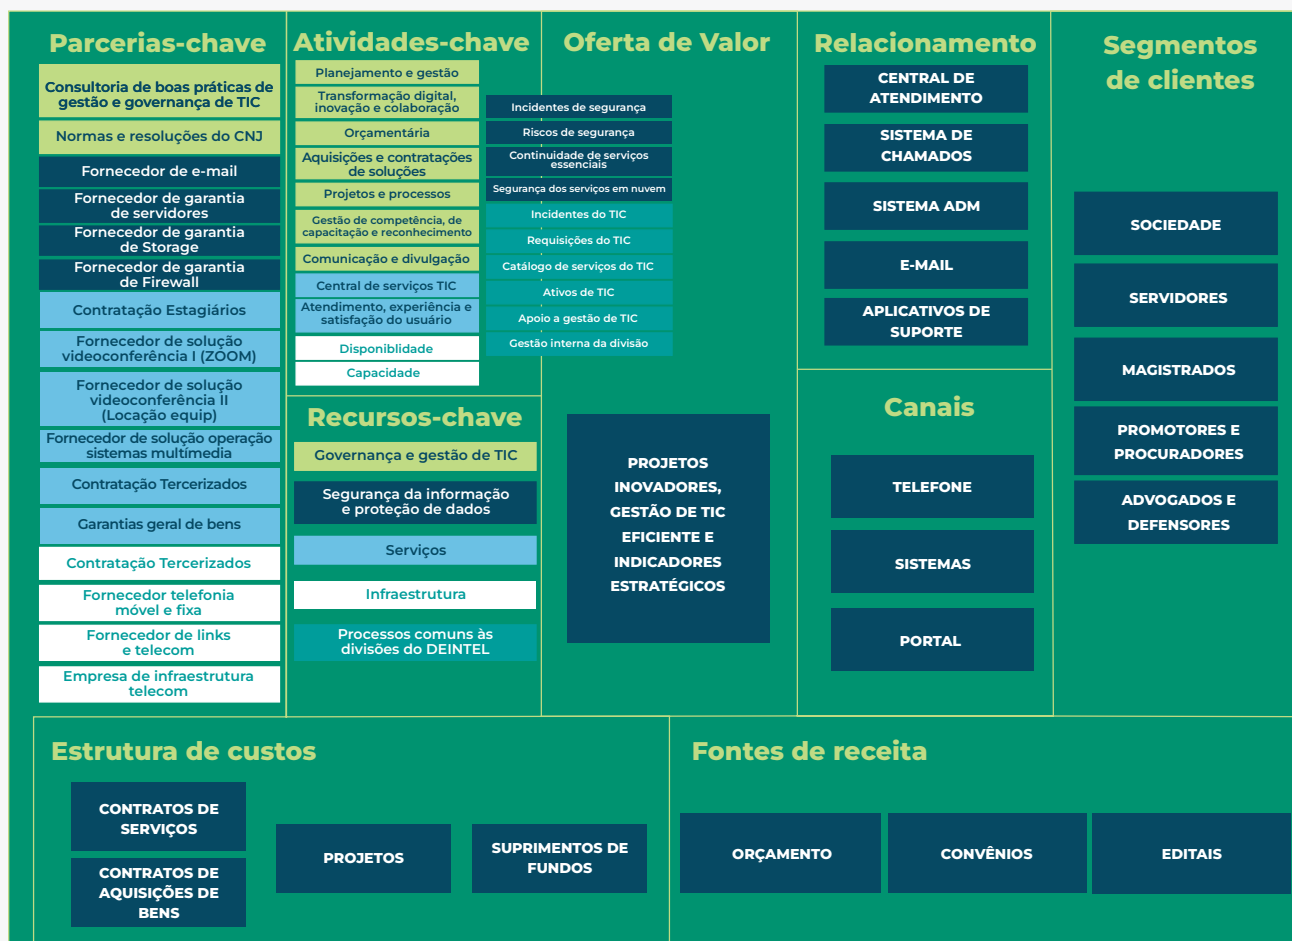 Parcerias-chave
Consultoria de boas práticas de
gestão e governança de TIC
Normas e resoluções do CNJ
Fornecedor de e-mail
Fornecedor de garantia
de servidores
Fornecedor de garantia
de Storage
Fornecedor de garantia
de Firewall
Contratação Estagiários
Fornecedor de solução
videoconferência I (ZOOM)
Fornecedor de solução
videoconferência II
(Locação equip)
Fornecedor de solução operação
sistemas multímedia
Contratação Tercerizados
Garantias geral de bens
Contratação Tercerizados
Fornecedor telefonia
móvel e fixa
Fornecedor de links
e telecom
Empresa de infraestrutura
telecom
Atividades-chave
Planejamento e gestão
Transformação digital,
inovação e colaboração
Orçamentária
Aquisições e contratações
de soluções
Projetos e processos
Gestão de competência, de
capacitação e reconhecimento
Comunicação e divulgação
Central de serviços TIC
Atendimento, experiência e
satisfação do usuário
Disponiblidade
Capacidade
Incidentes de segurança
Riscos de segurança
Continuidade de serviços
essenciais
Segurança dos serviços em nuvem
Incidentes do TIC
Requisições do TIC
Catálogo de serviços do TIC
Ativos de TIC
Apoio a gestão de TIC
Gestão interna da divisão
Recursos-chave
Governança e gestão de TIC
Segurança da informação
e proteção de dados
Serviços
Infraestrutura
Processos comuns às
divisões do DEINTEL
Oferta de Valor
PROJETOS
INOVADORES,
GESTÃO DE TIC
EFICIENTE E
INDICADORES
ESTRATÉGICOS
Relacionamento
CENTRAL DE
ATENDIMENTO
SISTEMA DE
CHAMADOS
SISTEMA ADM
E-MAIL
APLICATIVOS DE
SUPORTE
Canais
TELEFONE
SISTEMAS
PORTAL
Segmentos
de clientes
SOCIEDADE
SERVIDORES
MAGISTRADOS
PROMOTORES E
PROCURADORES
ADVOGADOS E
DEFENSORES
Estrutura de custos
CONTRATOS DE
SERVIÇOS
CONTRATOS DE
AQUISIÇÕES DE
BENS
PROJETOS
SUPRIMENTOS DE
FUNDOS
Fontes de receita
ORÇAMENTO
CONVÊNIOS
EDITAIS